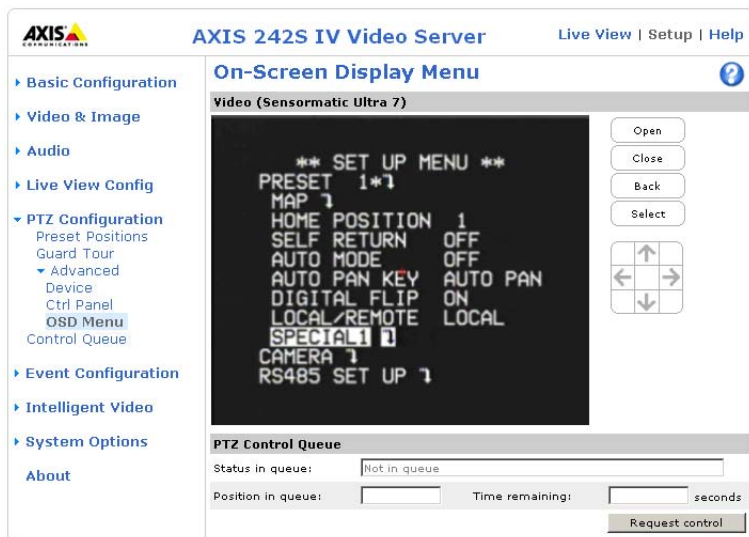 AXIS
COMMUNICATIONS
AXIS 242S IV Video Server
Live View | Setup | Help
Basic Configuration
Video & Image
Audio
Live View Config
PTZ Configuration
Preset Positions
Guard Tour
Advanced
Device
Ctrl Panel
OSD Menu
Control Queue
Event Configuration
Intelligent Video
System Options
About
On-Screen Display Menu
?
Video (Sensormatic Ultra 7)
** SET UP MENU **
PRESET 1*
MAP
HOME POSITION 1
SELF RETURN OFF
AUTO MODE OFF
AUTO PAN KEY AUTO PAN
DIGITAL FLIP ON
LOCAL/REMOTE LOCAL
SPECIAL1
CAMERA
RS485 SET UP
Open
Close
Back
Select
PTZ Control Queue
Status in queue: Not in queue
Position in queue: Time remaining: seconds
Request control